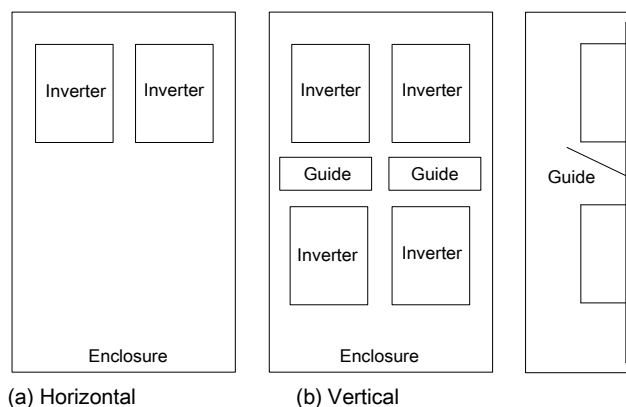 Inverter Inverter
Enclosure
(a) Horizontal
Inverter Inverter
Guide Guide
Inverter Inverter
Enclosure
(b) Vertical
Guide